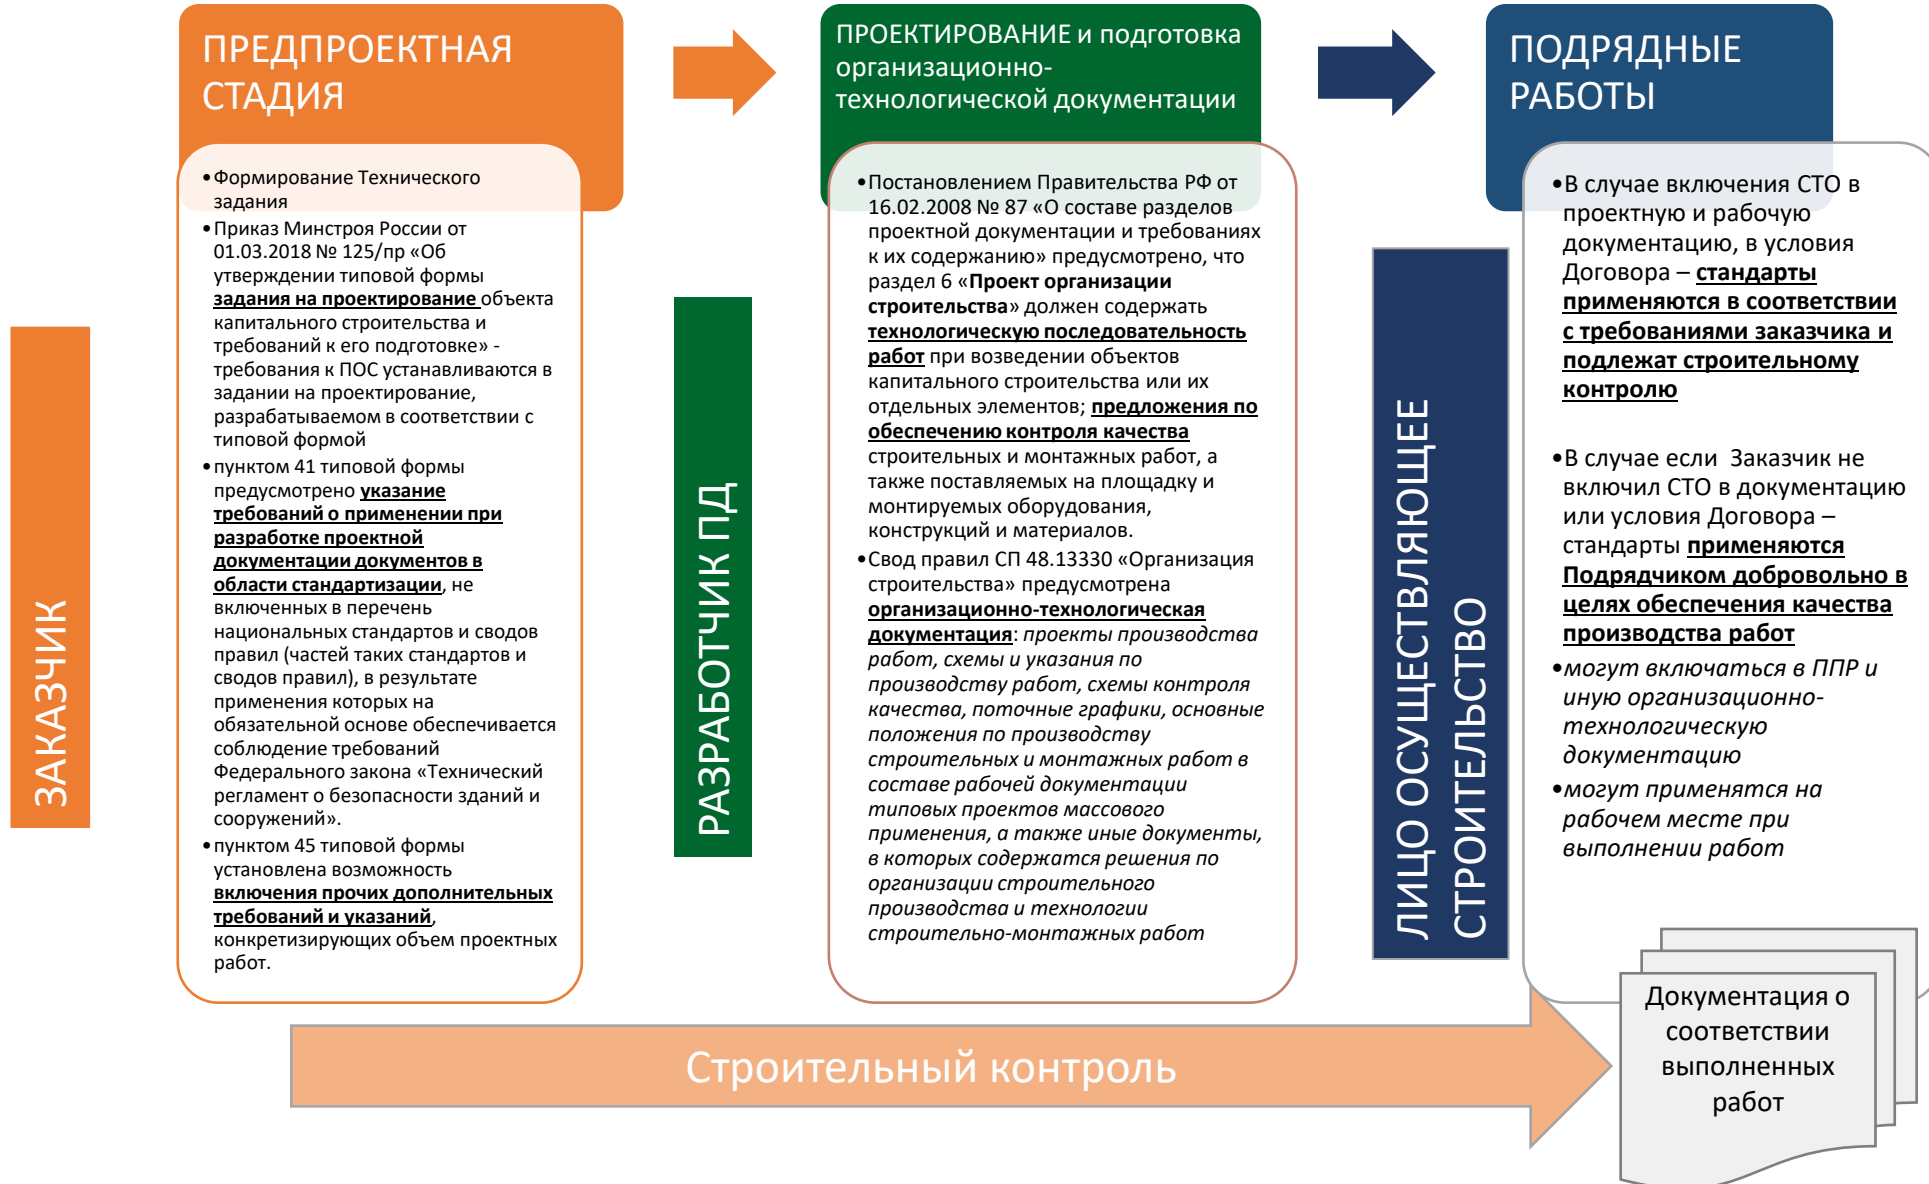 ПРЕДПРОЕКТНАЯ
СТАДИЯ
ЗАКАЗЧИК
•Формирование Технического
задания
•Приказ Минстроя России от
01.03.2018 № 125/пр «Об
утверждении типовой формы
задания на проектирование объекта
капитального строительства и
требований к его подготовке» -
требования к ПОС устанавливаются в
задании на проектирование,
разрабатываемом в соответствии с
типовой формой
•пунктом 41 типовой формы
предусмотрено указание
требований о применении при
разработке проектной
документации документов в
области стандартизации, не
включенных в перечень
национальных стандартов и сводов
правил (частей таких стандартов и
сводов правил), в результате
применения которых на
обязательной основе обеспечивается
соблюдение требований
Федерального закона «Технический
регламент о безопасности зданий и
сооружений».
•пунктом 45 типовой формы
установлена возможность
включения прочих дополнительных
требований и указаний,
конкретизирующих объем проектных
работ.
ПРОЕКТИРОВАНИЕ и подготовка
организационно-
технологической документации
РАЗРАБОТЧИК ПД
•Постановлением Правительства РФ от
16.02.2008 № 87 «О составе разделов
проектной документации и требованиях
к их содержанию» предусмотрено, что
раздел 6 «Проект организации
строительства» должен содержать
технологическую последовательность
работ при возведении объектов
капитального строительства или их
отдельных элементов; предложения по
обеспечению контроля качества
строительных и монтажных работ, а
также поставляемых на площадку и
монтируемых оборудования,
конструкций и материалов.
•Свод правил СП 48.13330 «Организация
строительства» предусмотрена
организационно-технологическая
документация: проекты производства
работ, схемы и указания по
производству работ, схемы контроля
качества, поточные графики, основные
положения по производству
строительных и монтажных работ в
составе рабочей документации
типовых проектов массового
применения, а также иные документы,
в которых содержатся решения по
организации строительного
производства и технологии
строительно-монтажных работ
ПОДРЯДНЫЕ
РАБОТЫ
ЛИЦО ОСУЩЕСТВЛЯЮЩЕЕ
СТРОИТЕЛЬСТВО
•В случае включения СТО в
проектную и рабочую
документацию, в условия
Договора – стандарты
применяются в соответствии
с требованиями заказчика и
подлежат строительному
контролю
•В случае если  Заказчик не
включил СТО в документацию
или условия Договора –
стандарты применяются
Подрядчиком добровольно в
целях обеспечения качества
производства работ
•могут включаться в ППР и
иную организационно-
технологическую
документацию
•могут применятся на
рабочем месте при
выполнении работ
Строительный контроль
Документация о
соответствии
выполненных
работ